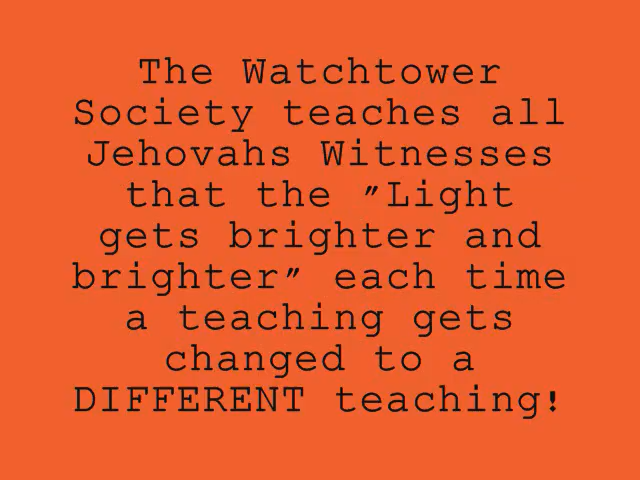 The Watchtower
Society teaches all
Jehovahs Witnesses
that the "Light
gets brighter and
brighter" each time
a teaching gets
changed to a
DIFFERENT teaching!